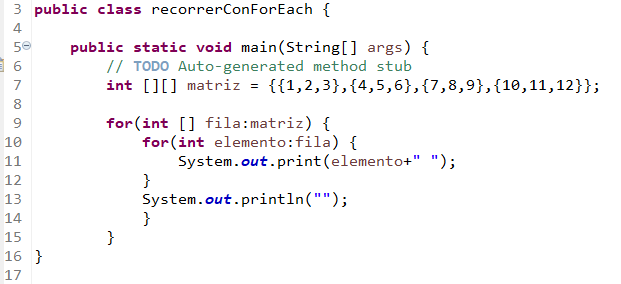 3 public class recorrerConForEach {
4
5 public static void main(String[] args) {
6 // TODO Auto-generated method stub
7 int [][] matriz = {{1,2,3},{4,5,6},{7,8,9},{10,11,12}};
8
9 for(int [] fila:matriz) {
10 for(int elemento:fila) {
11 System.out.print(elemento+" ");
12 }
13 System.out.println("");
14 }
15 }
16 }
17